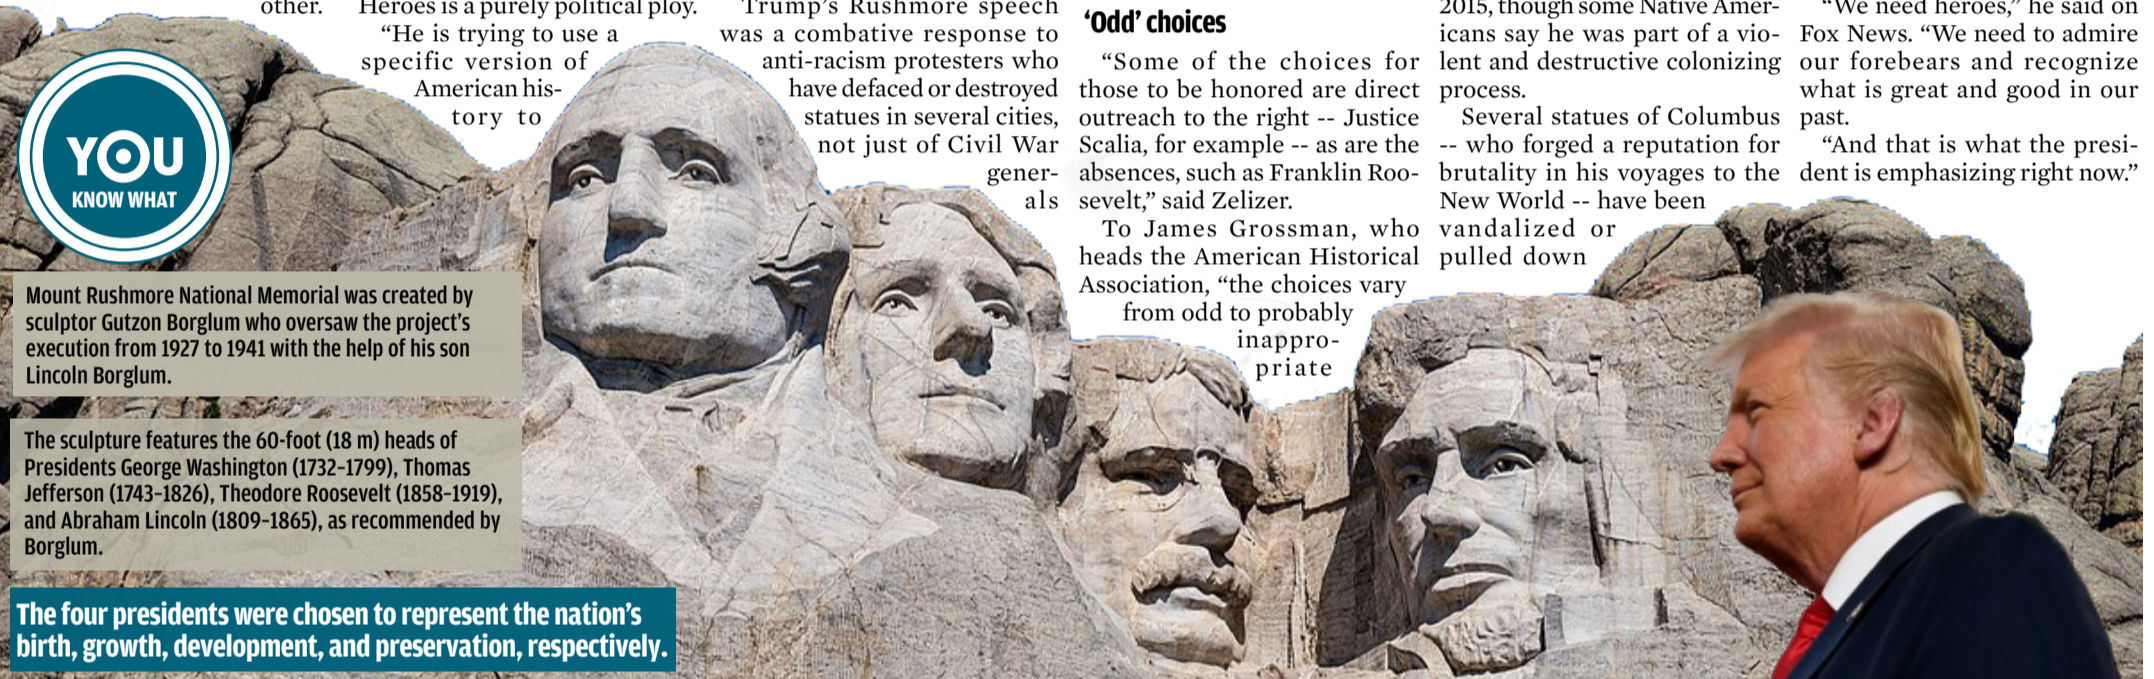 other.
Heroes is a purely political ploy.
“He is trying to use a
specific version of
American his-
tory to
Trump’s Rushmore speech
was a combative response to
anti-racism protesters who
have defaced or destroyed
statues in several cities,
not just of Civil War
gener-
als
‘Odd’ choices
“Some of the choices for
those to be honored are direct
outreach to the right -- Justice
Scalia, for example -- as are the
absences, such as Franklin Roo-
sevelt,” said Zelizer.
To James Grossman, who
heads the American Historical
Association, “the choices vary
from odd to probably
inappro-
priate
2015, though some Native Amer-
icans say he was part of a vio-
lent and destructive colonizing
process.
Several statues of Columbus
-- who forged a reputation for
brutality in his voyages to the
New World -- have been
vandalized or
pulled down
“We need heroes,” he said on
Fox News. “We need to admire
our forebears and recognize
what is great and good in our
past.
“And that is what the presi-
dent is emphasizing right now.”
YOU
KNOW WHAT
Mount Rushmore National Memorial was created by
sculptor Gutzon Borglum who oversaw the project’s
execution from 1927 to 1941 with the help of his son
Lincoln Borglum.
The sculpture features the 60-foot (18 m) heads of
Presidents George Washington (1732-1799), Thomas
Jefferson (1743-1826), Theodore Roosevelt (1858-1919),
and Abraham Lincoln (1809-1865), as recommended by
Borglum.
The four presidents were chosen to represent the nation’s
birth, growth, development, and preservation, respectively.